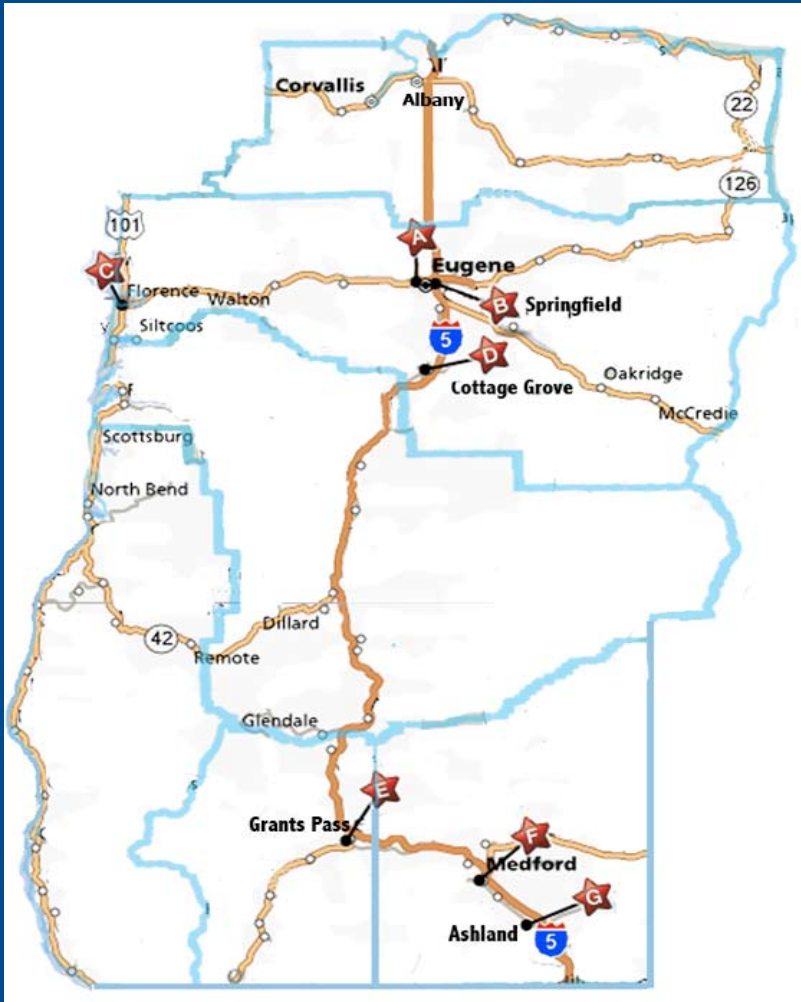 Corvallis
Albany
22
126
101
A
Eugene
C
Florence
Walton
B
Springfield
Siltcoos
5
D
Cottage Grove
Oakridge
McCredie
Scottsburg
North Bend
Dillard
42
Remote
Glendale
E
Grants Pass
F
Medford
G
Ashland
5